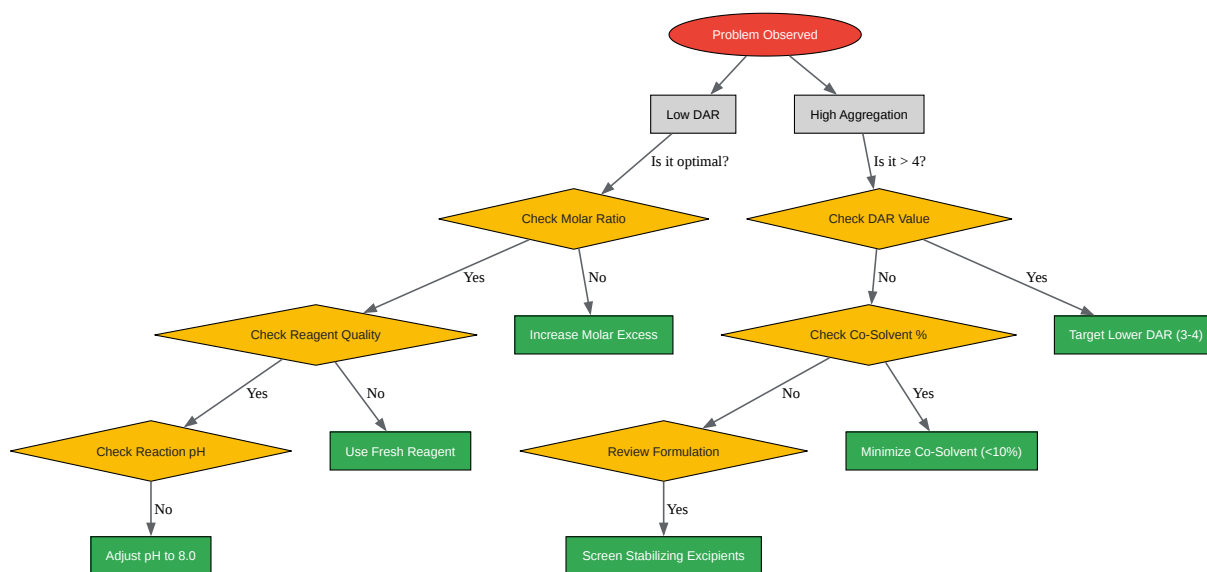 Problem Observed
Low DAR
High Aggregation
Is it optimal?
Is it > 4?
Check Molar Ratio
Check DAR Value
Yes
No
No
Yes
Check Reagent Quality
Increase Molar Excess
Check Co-Solvent %
Target Lower DAR (3-4)
Yes
No
No
Yes
Check Reaction pH
Use Fresh Reagent
Review Formulation
Minimize Co-Solvent (<10%)
No
Yes
Adjust pH to 8.0
Screen Stabilizing Excipients